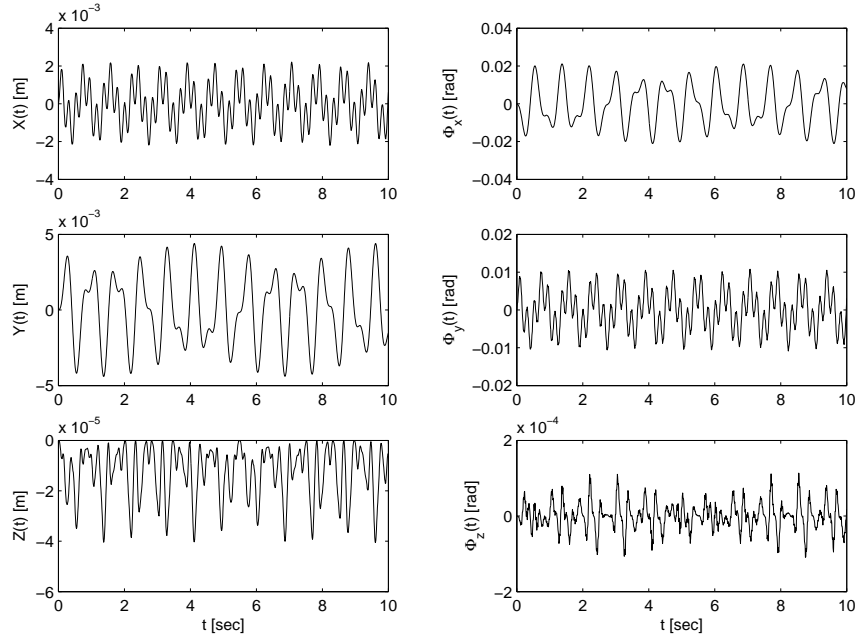 x 10⁻³
4
2
0
−2
−4
X(t) [m]
0 2 4 6 8 10
0.04
0.02
0
−0.02
−0.04
Φx(t) [rad]
0 2 4 6 8 10
x 10⁻³
5
0
−5
Y(t) [m]
0 2 4 6 8 10
0.02
0.01
0
−0.01
−0.02
Φy(t) [rad]
0 2 4 6 8 10
x 10⁻⁵
0
−2
−4
−6
Z(t) [m]
0 2 4 6 8 10
t [sec]
x 10⁻⁴
2
0
−2
Φz(t) [rad]
0 2 4 6 8 10
t [sec]